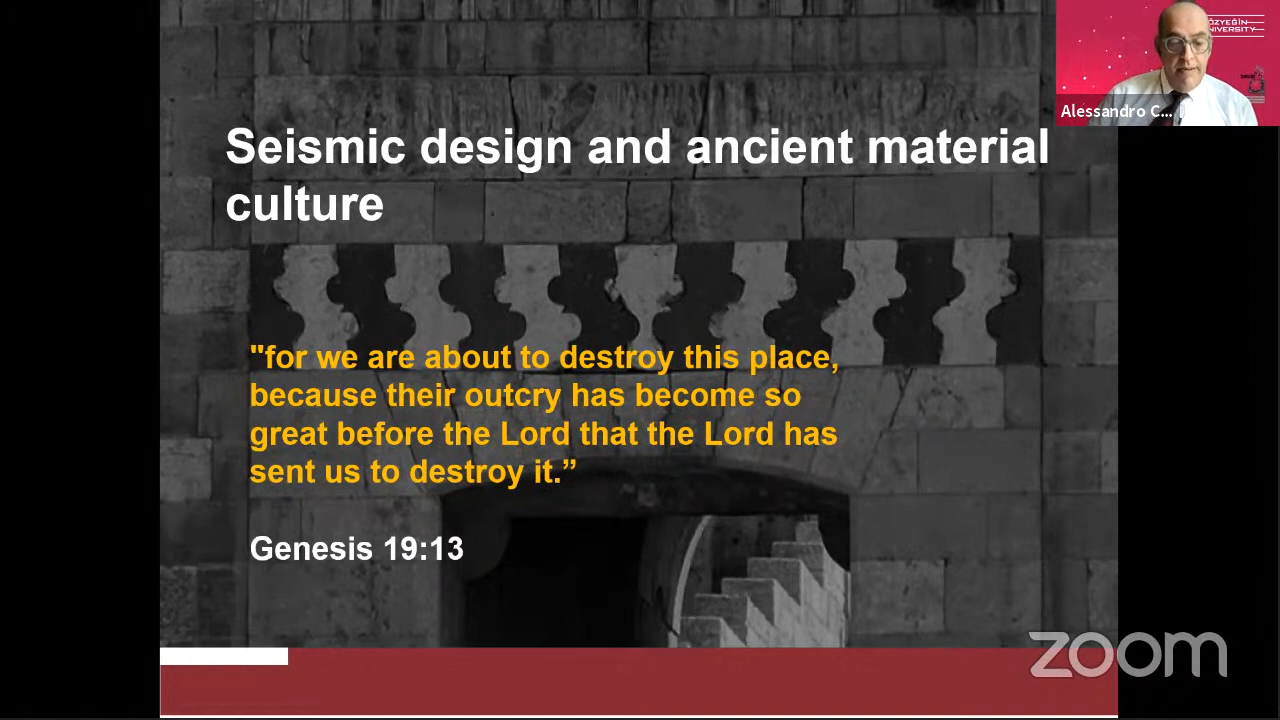 ÖZYEĞİN
UNIVERSITY
Alessandro C...
Seismic design and ancient material
culture
"for we are about to destroy this place,
because their outcry has become so
great before the Lord that the Lord has
sent us to destroy it.”
Genesis 19:13
zoom